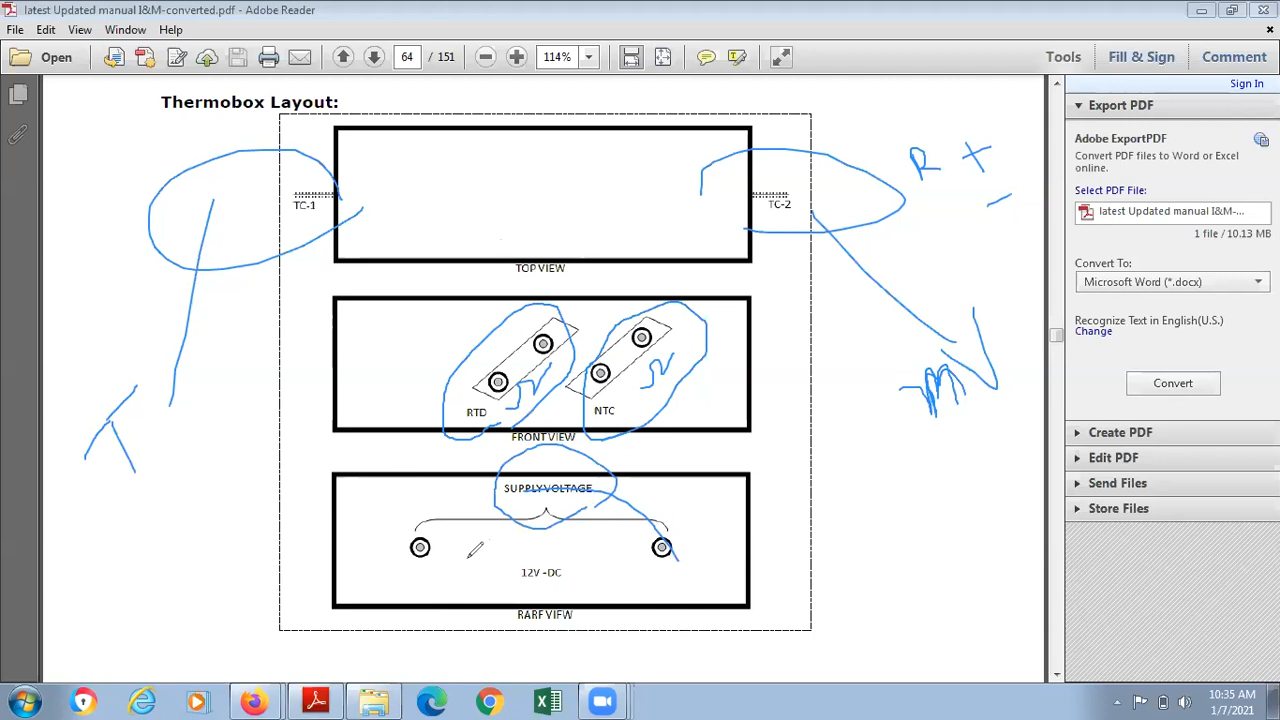 latest Updated manual I&M-converted.pdf - Adobe Reader
File Edit View Window Help
Open 64 / 151 114% Tools Fill & Sign Comment
Sign In
Thermobox Layout:
Export PDF
Adobe ExportPDF
Convert PDF files to Word or Excel
online.
Select PDF File:
latest Updated manual I&M-...
1 file / 10.13 MB
Convert To:
Microsoft Word (*.docx)
Recognize Text in English(U.S.)
Change
Convert
Create PDF
Edit PDF
Send Files
Store Files
R +
-
TC-1 TC-2
TOP VIEW
Ω Ω
RTD NTC
FRONT VIEW
mV
T
SUPPLY VOLTAGE
12V -DC
RARE VIEW
10:35 AM
1/7/2021